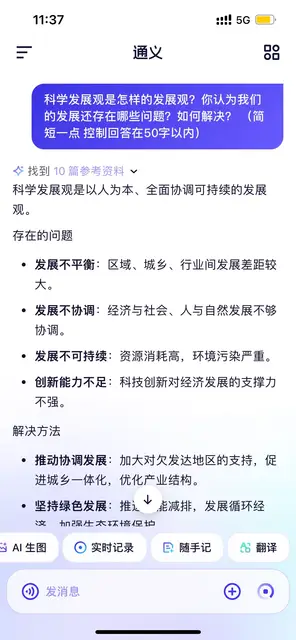 11:37
5G
通义
科学发展观是怎样的发展观？你认为我们
的发展还存在哪些问题？如何解决？（简
短一点 控制回答在50字以内）
找到 10 篇参考资料
科学发展观是以人为本、全面协调可持续的发展
观。
存在的问题
• 发展不平衡：区域、城乡、行业间发展差距较
大。
• 发展不协调：经济与社会、人与自然发展不够
协调。
• 发展不可持续：资源消耗高，环境污染严重。
• 创新能力不足：科技创新对经济发展的支撑力
不强。
解决方法
• 推动协调发展：加大对欠发达地区的支持，促
进城乡一体化，优化产业结构。
• 坚持绿色发展：推进 能减排，发展循环经
济，加强生态环境保护
AI 生图
实时记录
随手记
翻译
发消息